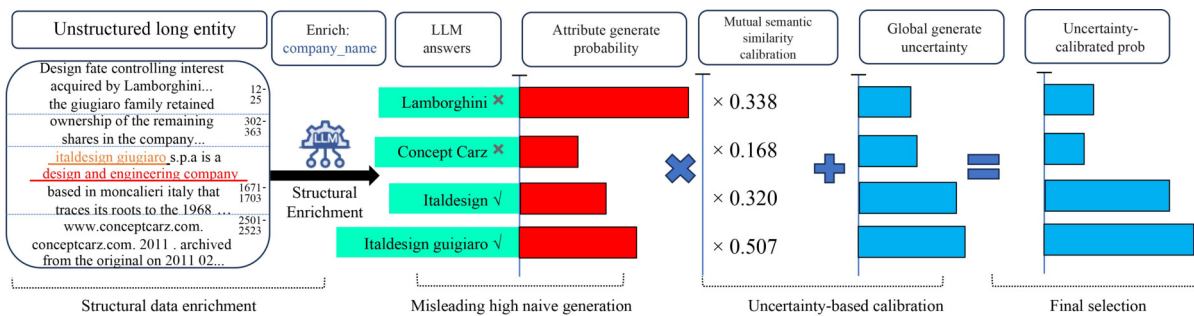 Unstructured long entity
Enrich:
company_name
LLM
answers
Attribute generate
probability
Mutual semantic
similarity
calibration
Global generate
uncertainty
Uncertainty-
calibrated prob
Design fate controlling interest
acquired by Lamborghini...
the giugiaro family retained
12-
25
ownership of the remaining
shares in the company...
302-
363
italdesign giugiaro s.p.a is a
design and engineering company
based in moncalieri italy that
traces its roots to the 1968 ...
1671-
1703
www.conceptcarz.com.
conceptcarz.com. 2011 . archived
from the original on 2011 02...
2501-
2523
LLM
Structural
Enrichment
Lamborghini ×
Concept Carz ×
Italdesign √
Italdesign guigiaro √
× 0.338
× 0.168
× 0.320
× 0.507
Structural data enrichment
Misleading high naive generation
Uncertainty-based calibration
Final selection